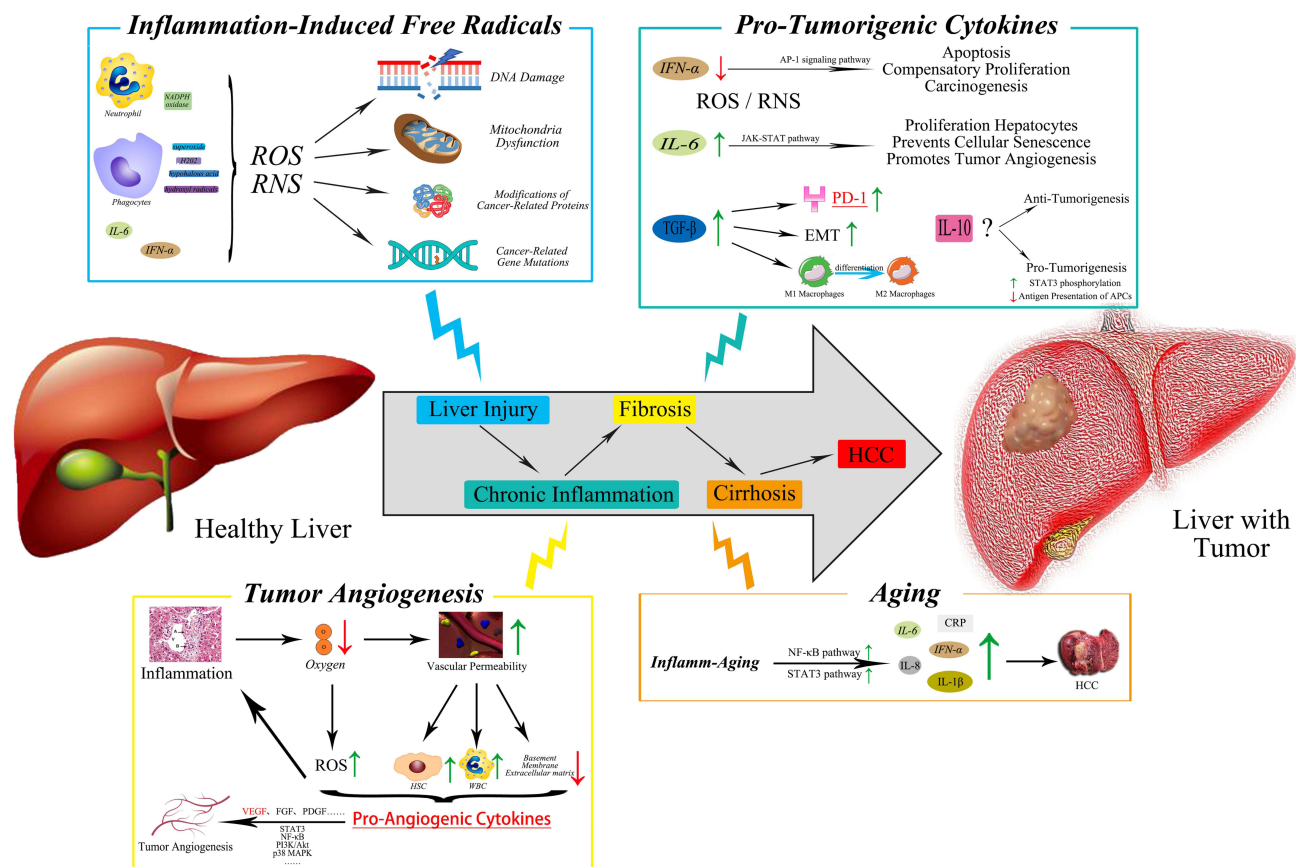 Inflammation-Induced Free Radicals
Neutrophil
NADPH
oxidase
Phagocytes
superoxide
H202
hypohalous acid
hydroxyl radicals
IL-6
IFN-α
ROS
RNS
DNA Damage
Mitochondria
Dysfunction
Modifications of
Cancer-Related Proteins
Cancer-Related
Gene Mutations
Pro-Tumorigenic Cytokines
IFN-α
AP-1 signaling pathway
Apoptosis
Compensatory Proliferation
Carcinogenesis
ROS / RNS
IL-6
JAK-STAT pathway
Proliferation Hepatocytes
Prevents Cellular Senescence
Promotes Tumor Angiogenesis
TGF-β
PD-1
EMT
M1 Macrophages
differentiation
M2 Macrophages
IL-10
?
Anti-Tumorigenesis
Pro-Tumorigenesis
STAT3 phosphorylation
Antigen Presentation of APCs
Healthy Liver
Liver Injury
Fibrosis
HCC
Chronic Inflammation
Cirrhosis
Liver with
Tumor
Tumor Angiogenesis
Inflammation
O
O
Oxygen
Vascular Permeability
ROS
HSC
WBC
Basement
Membrane
Extracellular matrix
Pro-Angiogenic Cytokines
VEGF、FGF、PDGF......
STAT3
NF-κB
PI3K/Akt
p38 MAPK
......
Tumor Angiogenesis
Aging
Inflamm-Aging
NF-κB pathway
STAT3 pathway
IL-6
CRP
IFN-α
IL-8
IL-1β
HCC